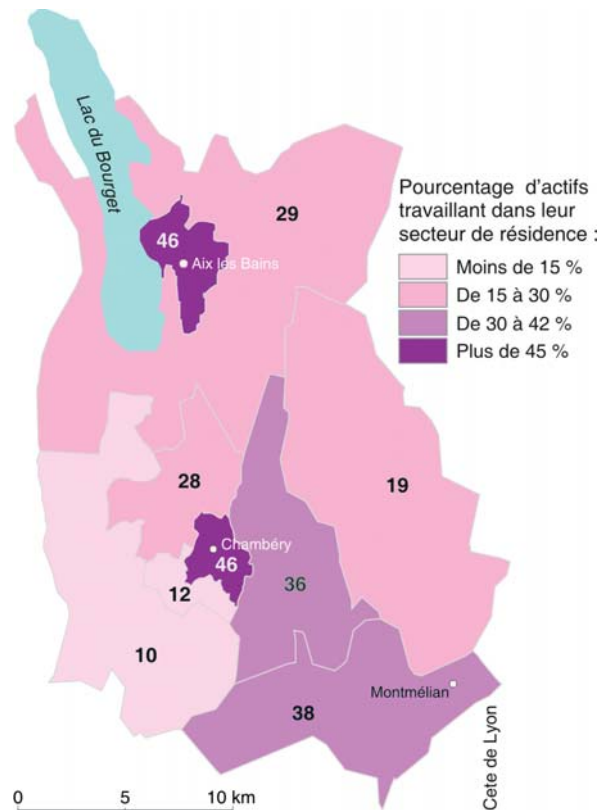 Lac du Bourget
29
46
Aix les Bains
Pourcentage d'actifs
travaillant dans leur
secteur de résidence :
Moins de 15 %
De 15 à 30 %
De 30 à 42 %
Plus de 45 %
28
19
Chambéry
46
12
36
10
Montmélian
38
Cete de Lyon
0 5 10 km